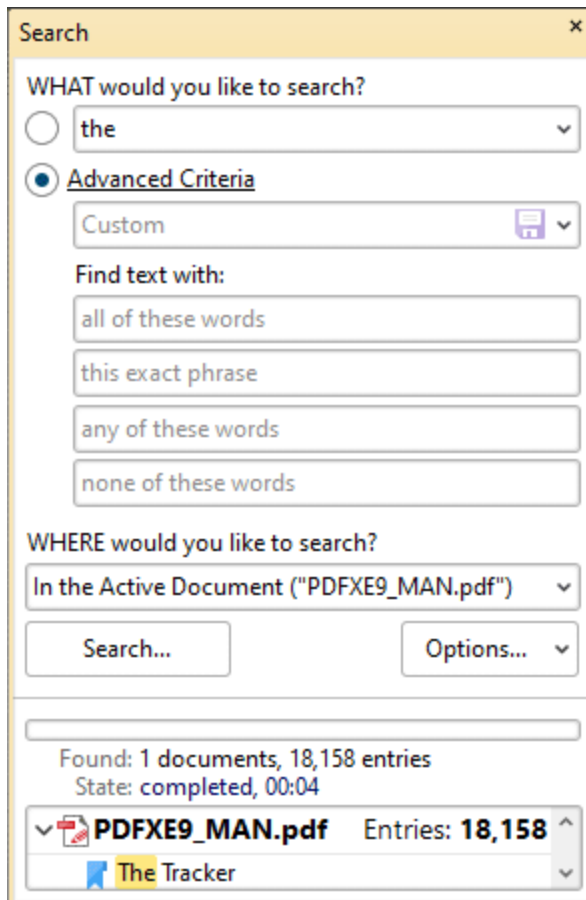 Search
WHAT would you like to search?
the
Advanced Criteria
Custom
Find text with:
all of these words
this exact phrase
any of these words
none of these words
WHERE would you like to search?
In the Active Document ("PDFXE9_MAN.pdf")
Search... Options...
Found: 1 documents, 18,158 entries
State: completed, 00:04
PDFXE9_MAN.pdf Entries: 18,158
The Tracker